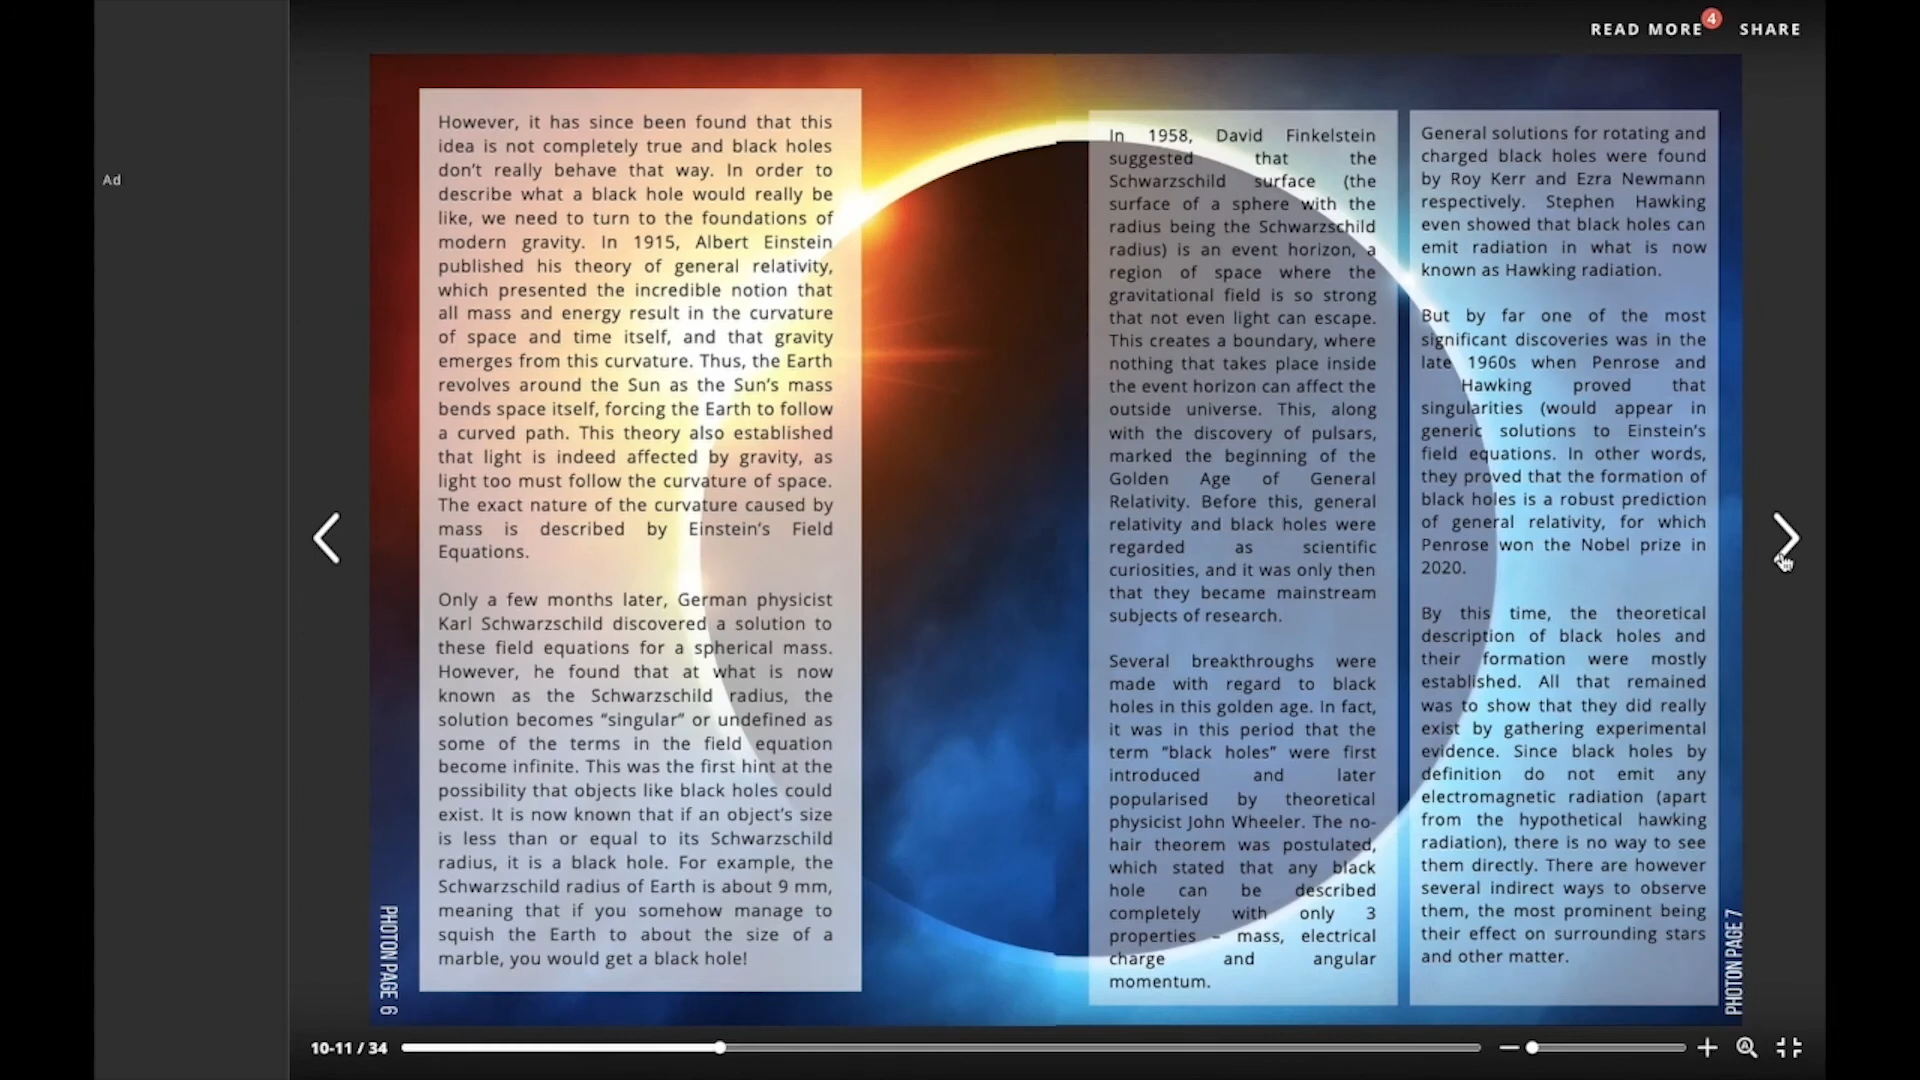 READ MORE 4 SHARE
Ad
However, it has since been found that this
idea is not completely true and black holes
don't really behave that way. In order to
describe what a black hole would really be
like, we need to turn to the foundations of
modern gravity. In 1915, Albert Einstein
published his theory of general relativity,
which presented the incredible notion that
all mass and energy result in the curvature
of space and time itself, and that gravity
emerges from this curvature. Thus, the Earth
revolves around the Sun as the Sun's mass
bends space itself, forcing the Earth to follow
a curved path. This theory also established
that light is indeed affected by gravity, as
light too must follow the curvature of space.
The exact nature of the curvature caused by
mass is described by Einstein's Field
Equations.
Only a few months later, German physicist
Karl Schwarzschild discovered a solution to
these field equations for a spherical mass.
However, he found that at what is now
known as the Schwarzschild radius, the
solution becomes "singular" or undefined as
some of the terms in the field equation
become infinite. This was the first hint at the
possibility that objects like black holes could
exist. It is now known that if an object's size
is less than or equal to its Schwarzschild
radius, it is a black hole. For example, the
Schwarzschild radius of Earth is about 9 mm,
meaning that if you somehow manage to
squish the Earth to about the size of a
marble, you would get a black hole!
PHOTON PAGE 6
In 1958, David Finkelstein
suggested that the
Schwarzschild surface (the
surface of a sphere with the
radius being the Schwarzschild
radius) is an event horizon, a
region of space where the
gravitational field is so strong
that not even light can escape.
This creates a boundary, where
nothing that takes place inside
the event horizon can affect the
outside universe. This, along
with the discovery of pulsars,
marked the beginning of the
Golden Age of General
Relativity. Before this, general
relativity and black holes were
regarded as scientific
curiosities, and it was only then
that they became mainstream
subjects of research.
Several breakthroughs were
made with regard to black
holes in this golden age. In fact,
it was in this period that the
term "black holes" were first
introduced and later
popularised by theoretical
physicist John Wheeler. The no-
hair theorem was postulated,
which stated that any black
hole can be described
completely with only 3
properties – mass, electrical
charge and angular
momentum.
General solutions for rotating and
charged black holes were found
by Roy Kerr and Ezra Newmann
respectively. Stephen Hawking
even showed that black holes can
emit radiation in what is now
known as Hawking radiation.
But by far one of the most
significant discoveries was in the
late 1960s when Penrose and
Hawking proved that
singularities (would appear in
generic solutions to Einstein's
field equations. In other words,
they proved that the formation of
black holes is a robust prediction
of general relativity, for which
Penrose won the Nobel prize in
2020.
By this time, the theoretical
description of black holes and
their formation were mostly
established. All that remained
was to show that they did really
exist by gathering experimental
evidence. Since black holes by
definition do not emit any
electromagnetic radiation (apart
from the hypothetical hawking
radiation), there is no way to see
them directly. There are however
several indirect ways to observe
them, the most prominent being
their effect on surrounding stars
and other matter.
PHOTON PAGE 7
10-11 / 34